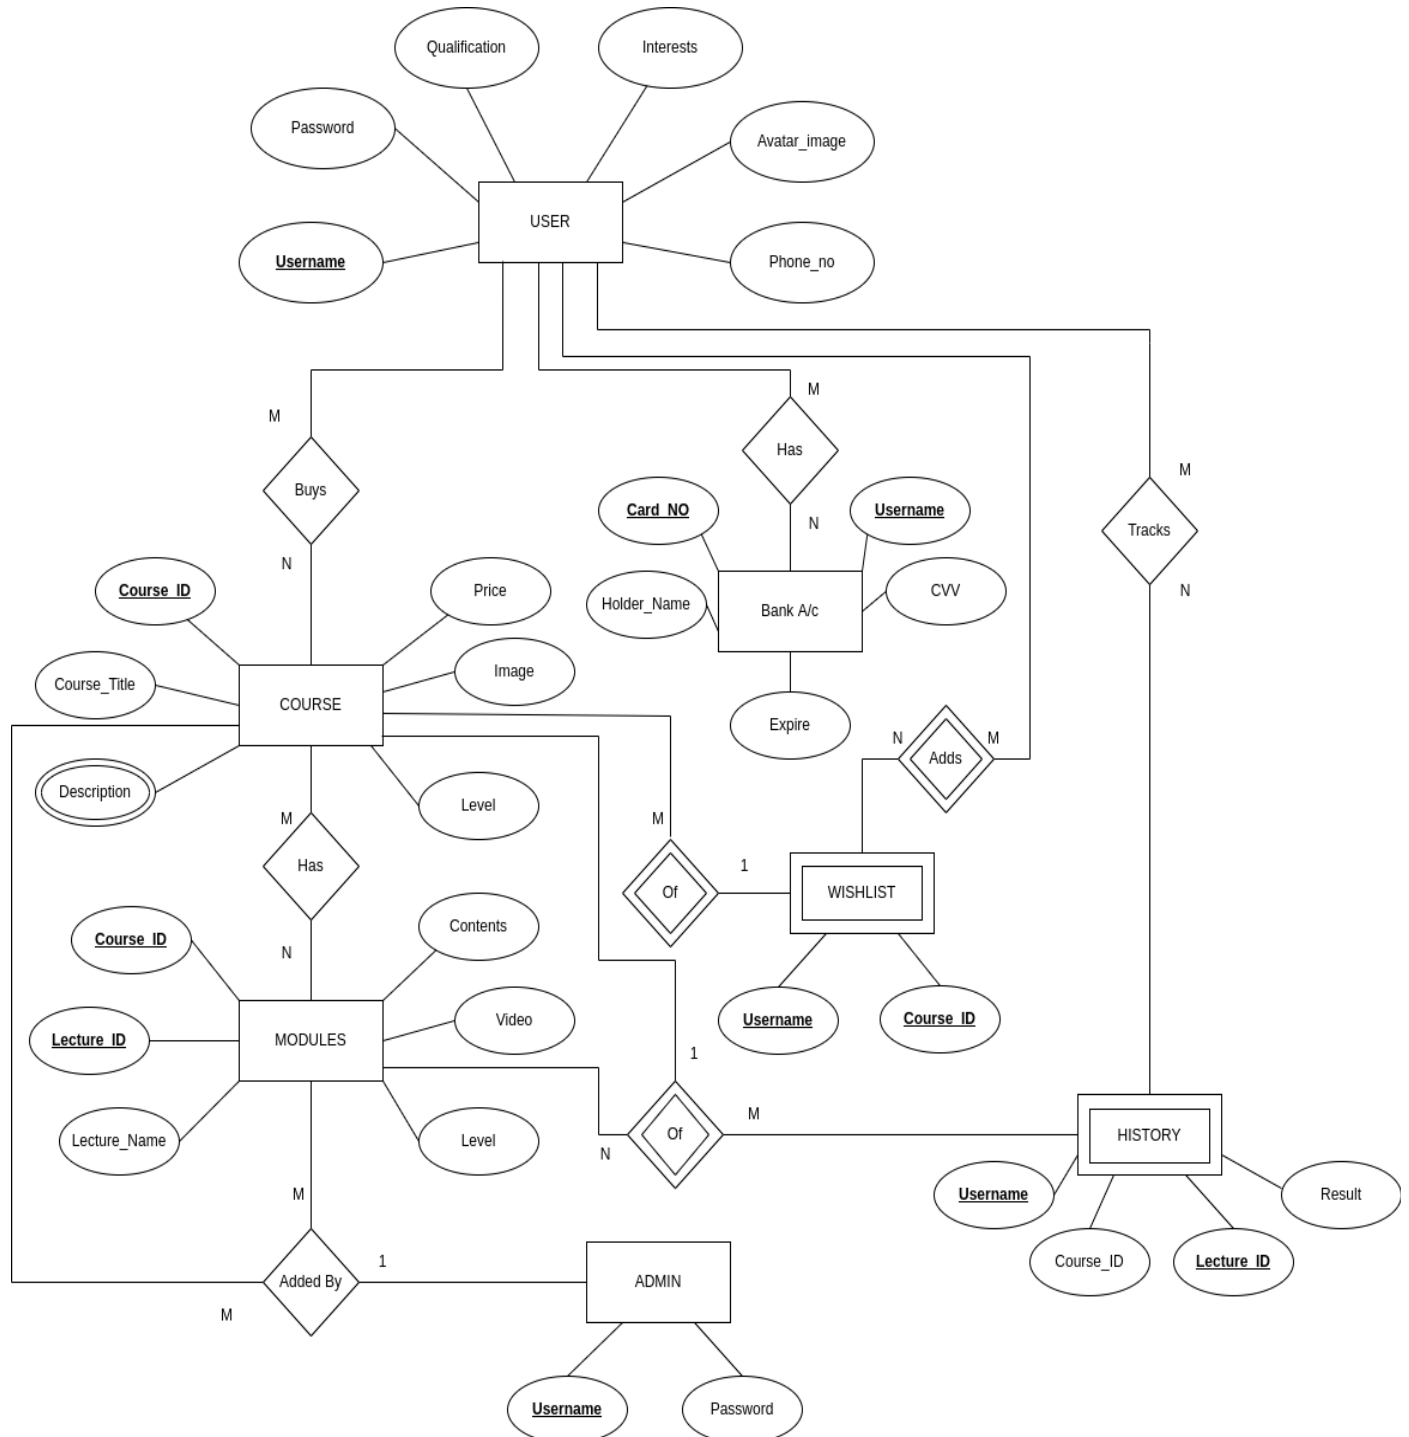 Qualification
Interests
Password
Avatar_image
USER
Username
Phone_no
M
M
Has
M
Buys
Card_NO
Username
Tracks
N
N
Course_ID
Price
Holder_Name
Bank A/c
CVV
N
Course_Title
Image
COURSE
Expire
N
M
Adds
Description
Level
M
M
Has
1
Of
WISHLIST
Contents
Course_ID
N
Video
Username
Course_ID
Lecture_ID
MODULES
1
M
Lecture_Name
Level
Of
HISTORY
N
M
Username
Result
1
Course_ID
Lecture_ID
Added By
ADMIN
M
Username
Password